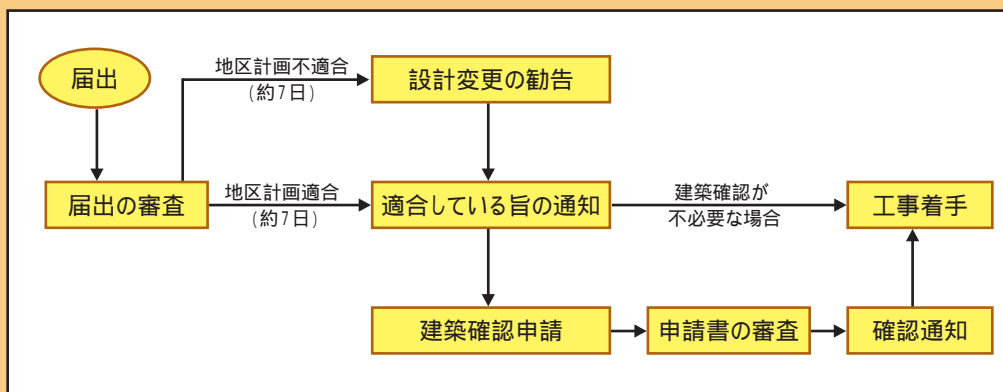 届出
地区計画不適合
(約7日)
設計変更の勧告
届出の審査
地区計画適合
(約7日)
適合している旨の通知
建築確認が
不必要な場合
工事着手
建築確認申請
申請書の審査
確認通知